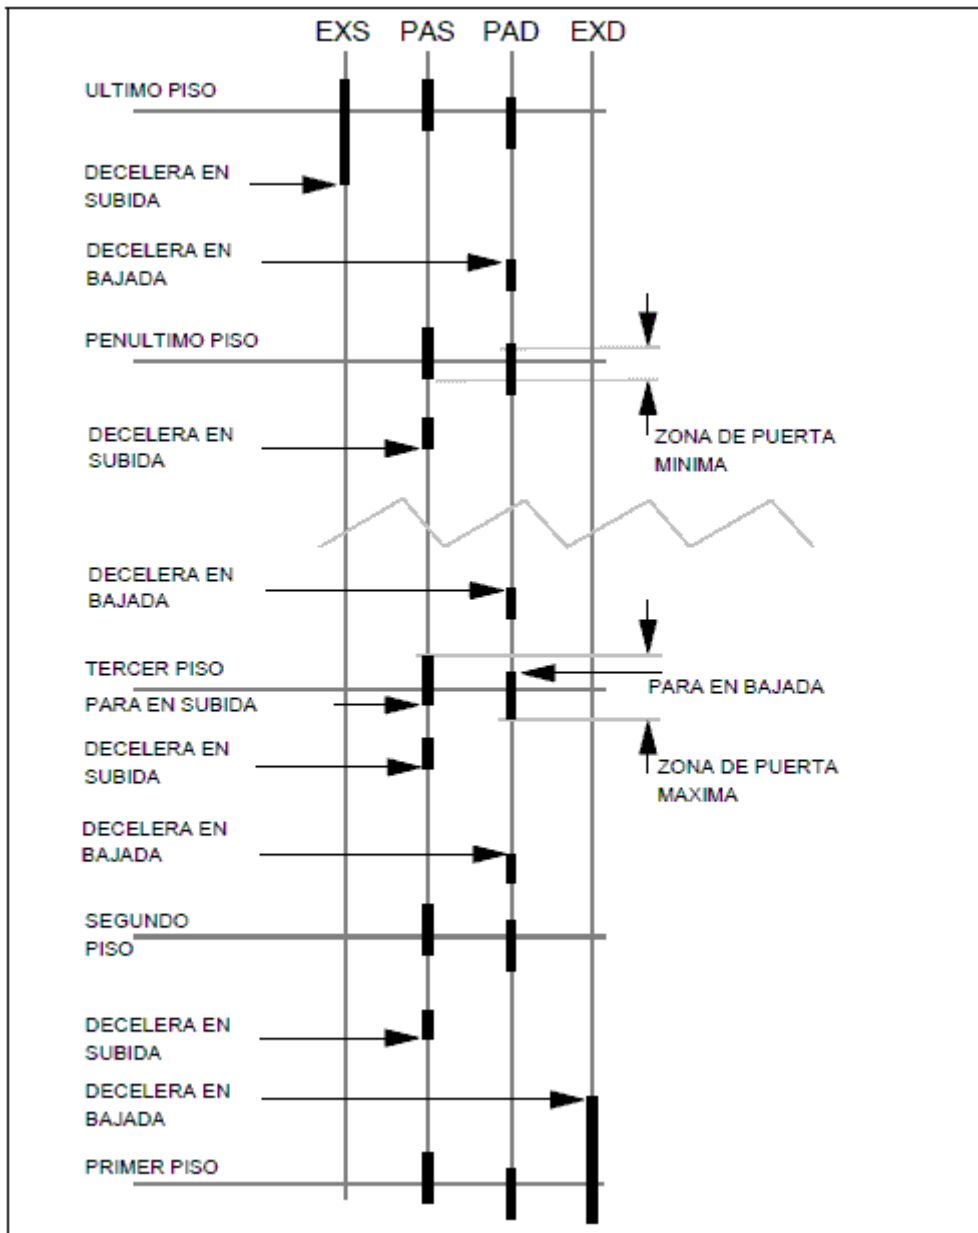 EXS PAS PAD EXD
ULTIMO PISO
DECELERA EN
SUBIDA
DECELERA EN
BAJADA
PENULTIMO PISO
DECELERA EN
SUBIDA
ZONA DE PUERTA
MINIMA
DECELERA EN
BAJADA
TERCER PISO
PARA EN BAJADA
PARA EN SUBIDA
DECELERA EN
SUBIDA
ZONA DE PUERTA
MAXIMA
DECELERA EN
BAJADA
SEGUNDO
PISO
DECELERA EN
SUBIDA
DECELERA EN
BAJADA
PRIMER PISO